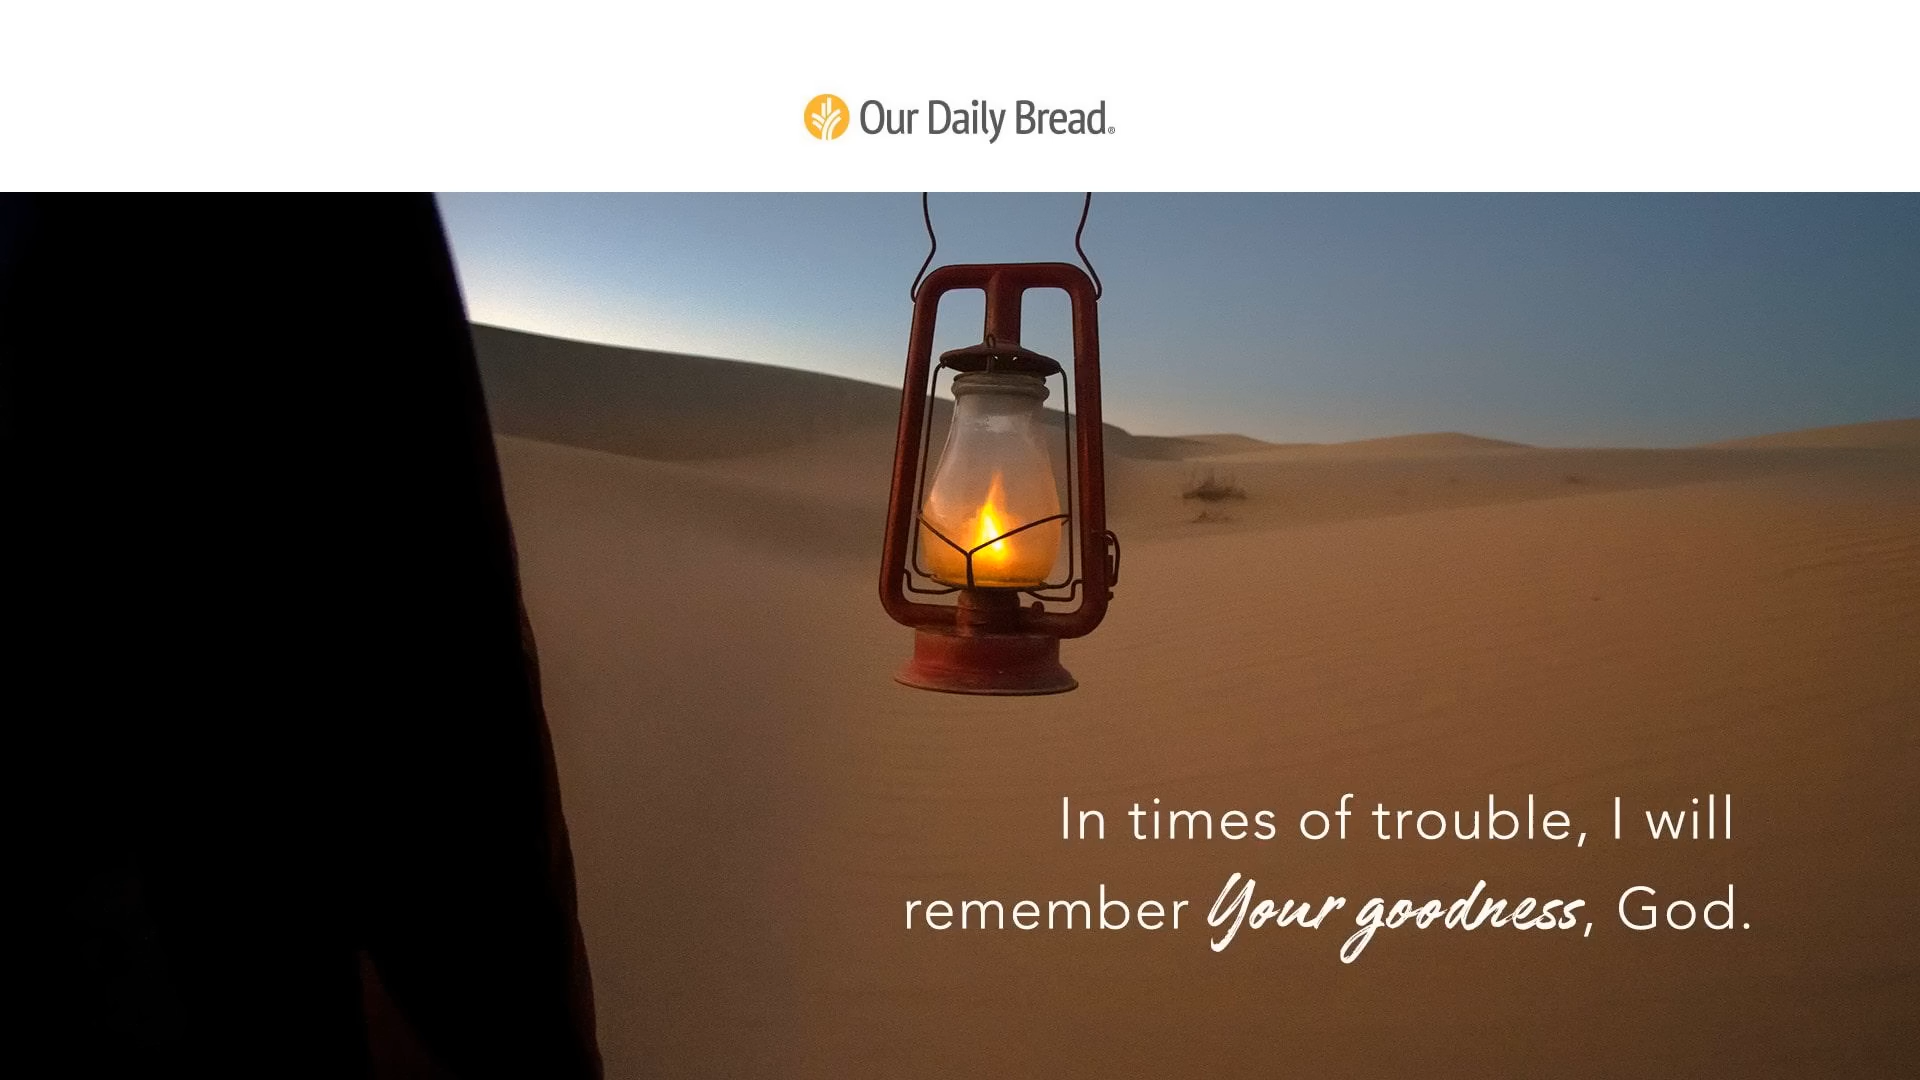 Our Daily Bread®
In times of trouble, I will
remember Your goodness, God.